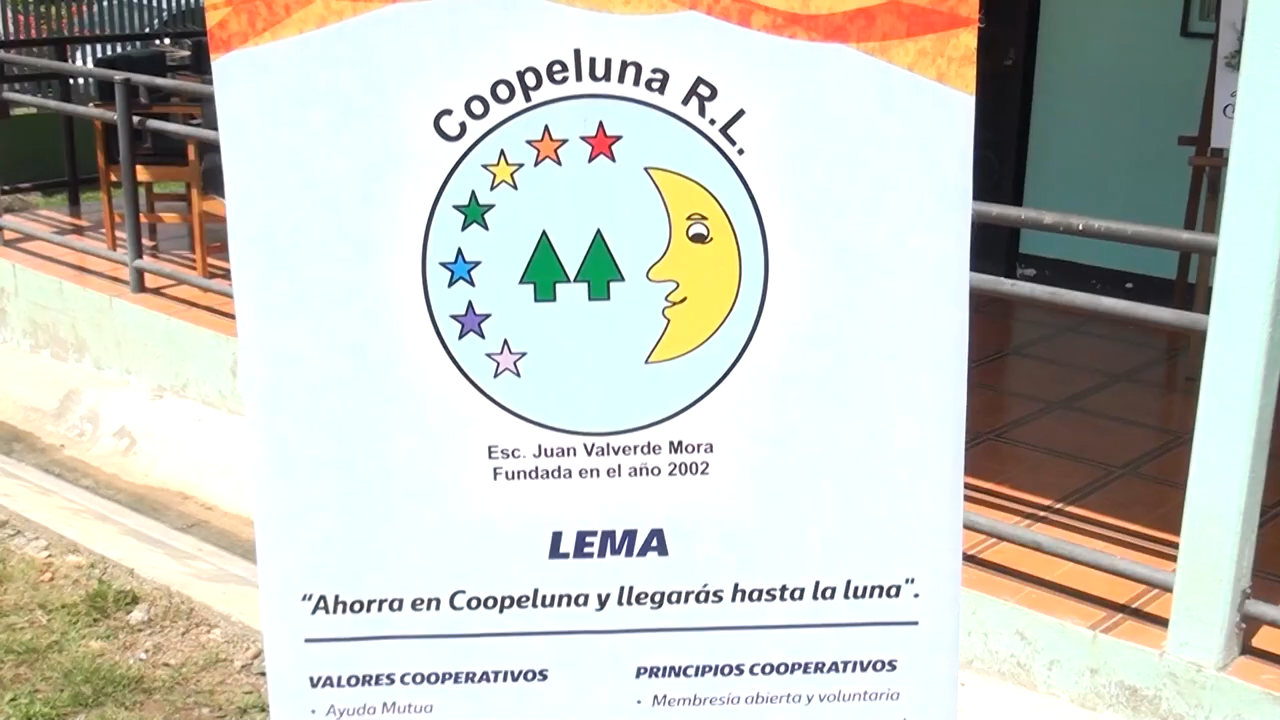 Coopeluna R.L.
Esc. Juan Valverde Mora
Fundada en el año 2002
LEMA
“Ahorra en Coopeluna y llegarás hasta la luna".
VALORES COOPERATIVOS
• Ayuda Mutua
PRINCIPIOS COOPERATIVOS
• Membresía abierta y voluntaria